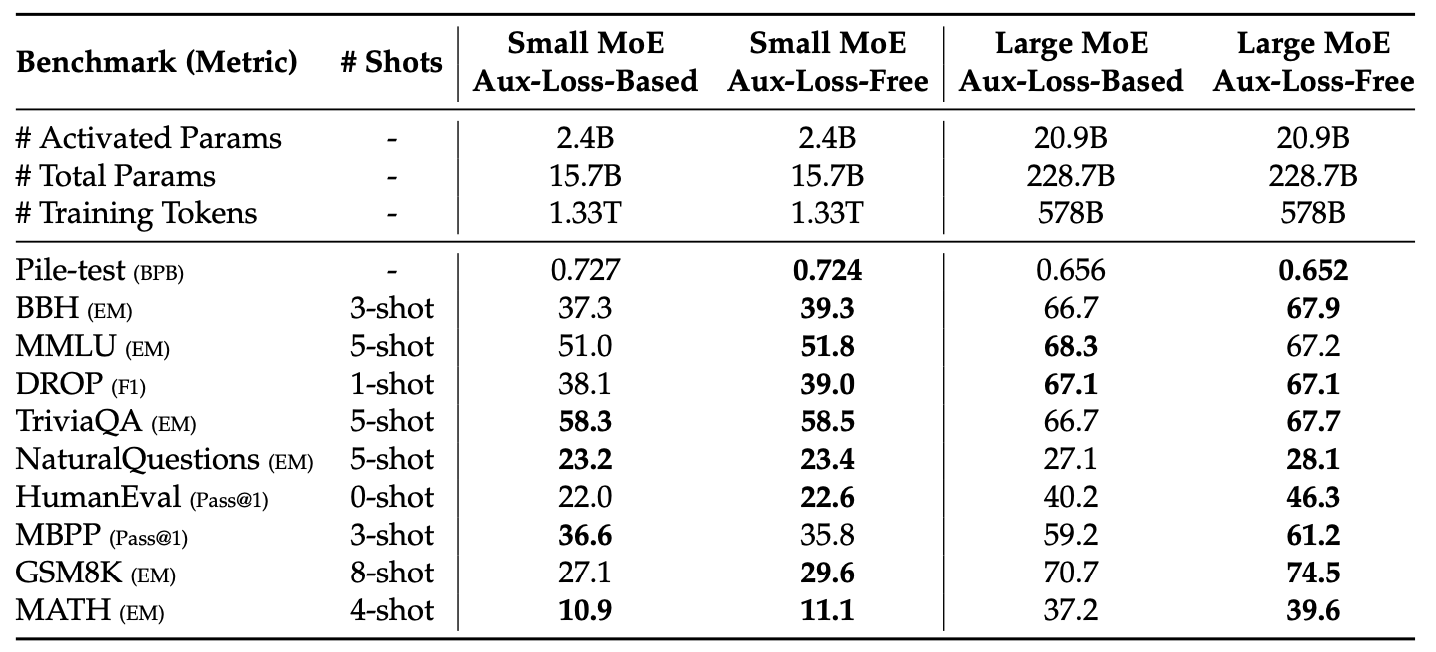 Benchmark (Metric) # Shots Small MoE Aux-Loss-Based Small MoE Aux-Loss-Free Large MoE Aux-Loss-Based Large MoE Aux-Loss-Free
# Activated Params - 2.4B 2.4B 20.9B 20.9B
# Total Params - 15.7B 15.7B 228.7B 228.7B
# Training Tokens - 1.33T 1.33T 578B 578B
Pile-test (BPB) - 0.727 0.724 0.656 0.652
BBH (EM) 3-shot 37.3 39.3 66.7 67.9
MMLU (EM) 5-shot 51.0 51.8 68.3 67.2
DROP (F1) 1-shot 38.1 39.0 67.1 67.1
TriviaQA (EM) 5-shot 58.3 58.5 66.7 67.7
NaturalQuestions (EM) 5-shot 23.2 23.4 27.1 28.1
HumanEval (Pass@1) 0-shot 22.0 22.6 40.2 46.3
MBPP (Pass@1) 3-shot 36.6 35.8 59.2 61.2
GSM8K (EM) 8-shot 27.1 29.6 70.7 74.5
MATH (EM) 4-shot 10.9 11.1 37.2 39.6